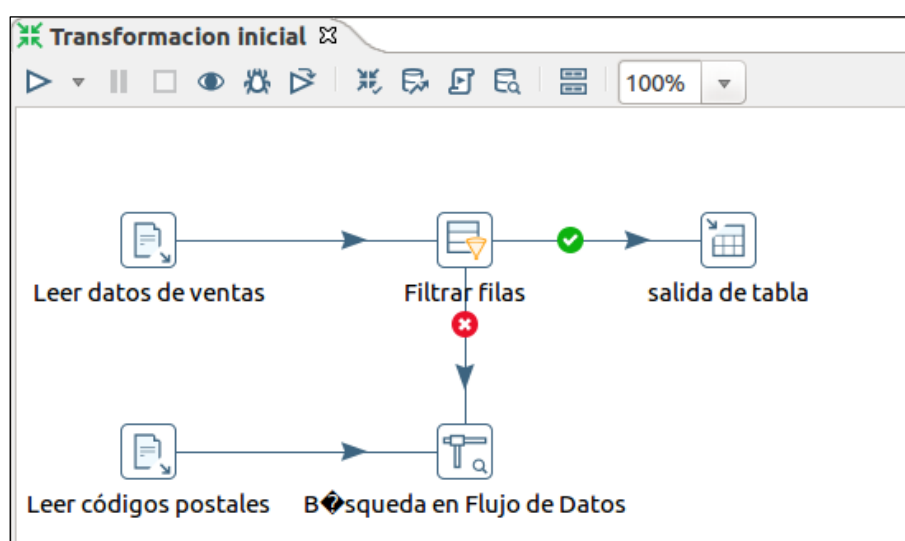 Transformacion inicial
100%
Leer datos de ventas
Filtrar filas
salida de tabla
Leer códigos postales
B�squeda en Flujo de Datos